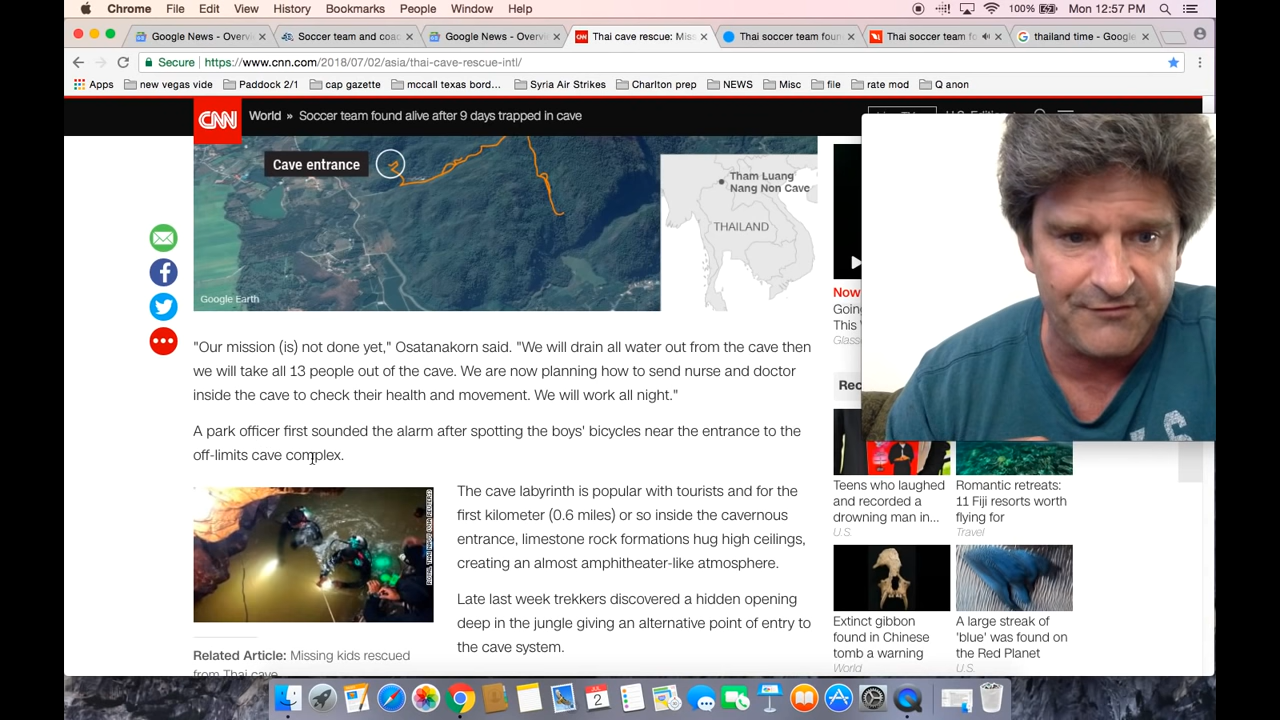 Chrome File Edit View History Bookmarks People Window Help 100% Mon 12:57 PM
Google News - Overvi Soccer team and coac Google News - Overvi Thai cave rescue: Miss Thai soccer team foun Thai soccer team fo thailand time - Google
Secure https://www.cnn.com/2018/07/02/asia/thai-cave-rescue-intl/
Apps new vegas vide Paddock 2/1 cap gazette mccall texas bord... Syria Air Strikes Charlton prep NEWS Misc file rate mod Q anon
CNN World » Soccer team found alive after 9 days trapped in cave
Cave entrance
Tham Luang
Nang Non Cave
THAILAND
Google Earth
"Our mission (is) not done yet," Osatanakorn said. "We will drain all water out from the cave then
we will take all 13 people out of the cave. We are now planning how to send nurse and doctor
inside the cave to check their health and movement. We will work all night."
A park officer first sounded the alarm after spotting the boys' bicycles near the entrance to the
off-limits cave complex.
The cave labyrinth is popular with tourists and for the
first kilometer (0.6 miles) or so inside the cavernous
entrance, limestone rock formations hug high ceilings,
creating an almost amphitheater-like atmosphere.
Late last week trekkers discovered a hidden opening
deep in the jungle giving an alternative point of entry to
the cave system.
Related Article: Missing kids rescued
from Thai cave
Now
Goin
This
Glass
Rec
Teens who laughed
and recorded a
drowning man in...
U.S.
Romantic retreats:
11 Fiji resorts worth
flying for
Travel
Extinct gibbon
found in Chinese
tomb a warning
World
A large streak of
'blue' was found on
the Red Planet
U.S.
JUL
2